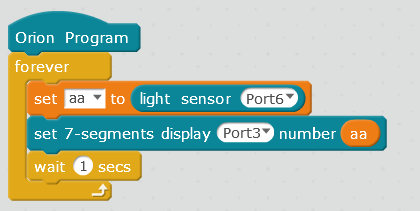 Orion Program
forever
set aa to light sensor Port6
set 7-segments display Port3 number aa
wait 1 secs